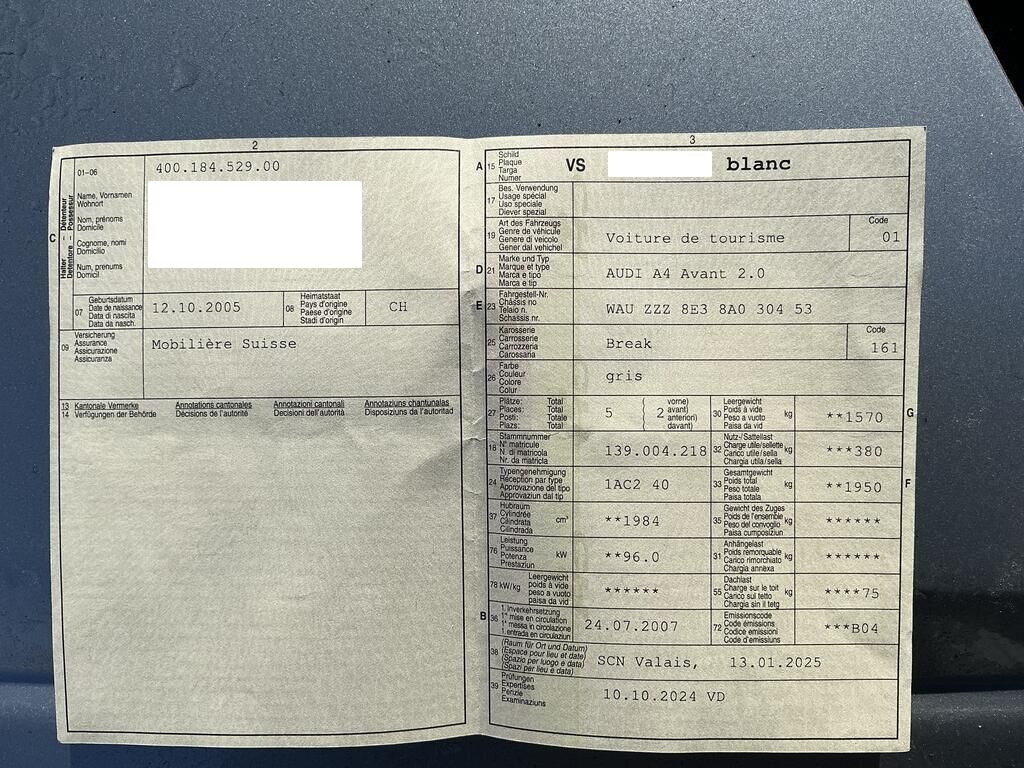 2
01–06
400.184.529.00
C
Halter – Détenteur
Detentore – Possessur
Name, Vornamen
Wohnort
Nom, prénoms
Domicile
Cognome, nomi
Domicilio
Num, prenums
Domicil
07
Geburtsdatum
Date de naissance
Data di nascita
Data da nasch.
12.10.2005
08
Heimatstaat
Pays d'origine
Paese d'origine
Stadi d'origin
CH
09
Versicherung
Assurance
Assicurazione
Assicuranza
Mobilière Suisse
13 Kantonale Vermerke Annotations cantonales Annotazioni cantonali Annotaziuns chantunalas
14 Verfügungen der Behörde Décisions de l'autorité Decisioni dell'autorità Disposiziuns da l'autoritad
3
A 15
Schild
Plaque
Targa
Numer
VS blanc
17
Bes. Verwendung
Usage spécial
Uso speciale
Diever spezial
19
Art des Fahrzeugs
Genre de véhicule
Genere di veicolo
Gener dal vehichel
Voiture de tourisme
Code
01
D 21
Marke und Typ
Marque et type
Marca e tipo
Marca e tip
AUDI A4 Avant 2.0
E 23
Fahrgestell-Nr.
Châssis no
Telaio n.
Schassis nr.
WAU ZZZ 8E3 8A0 304 53
25
Karosserie
Carrosserie
Carrozzeria
Carossaria
Break
Code
161
26
Farbe
Couleur
Colore
Colur
gris
27
Plätze: Total
Places: Total
Posti: Totale
Plazs: Total
5 { 2
vorne)
avant)
anteriori)
davant)
30
Leergewicht
Poids à vide
Peso a vuoto
Paisa da vid
kg
**1570
G
18
Stammnummer
N° matricule
N. di matricola
Nr. da matricla
139.004.218
32
Nutz-/Sattellast
Charge utile/sellette
Carico utile/sella
Chargia utila/sella
kg
***380
24
Typengenehmigung
Réception par type
Approvazione del tipo
Approvaziun dal tip
1AC2 40
33
Gesamtgewicht
Poids total
Peso totale
Paisa totala
kg
**1950
F
37
Hubraum
Cylindrée
Cilindrata
Cilindrada
cm³
**1984
35
Gewicht des Zuges
Poids de l'ensemble
Peso del convoglio
Paisa cumposiziun
kg
******
76
Leistung
Puissance
Potenza
Prestaziun
kW
**96.0
31
Anhängelast
Poids remorquable
Carico rimorchiato
Chargia annexa
kg
******
78 kW/kg
Leergewicht
poids à vide
peso a vuoto
paisa da vid
******
55
Dachlast
Charge sur le toit
Carico sul tetto
Chargia sin il tetg
kg
****75
B 36
1. Inverkehrsetzung
1re mise en circulation
1a messa in circolazione
1. entrada en circulaziun
24.07.2007
72
Emissionscode
Code émissions
Codice emissioni
Code d'emissiuns
***B04
38
(Raum für Ort und Datum)
(Espace pour lieu et date)
(Spazio per luogo e data)
(Spazi per lieu e data)
SCN Valais, 13.01.2025
39
Prüfungen
Expertises
Perizie
Examinaziuns
10.10.2024 VD